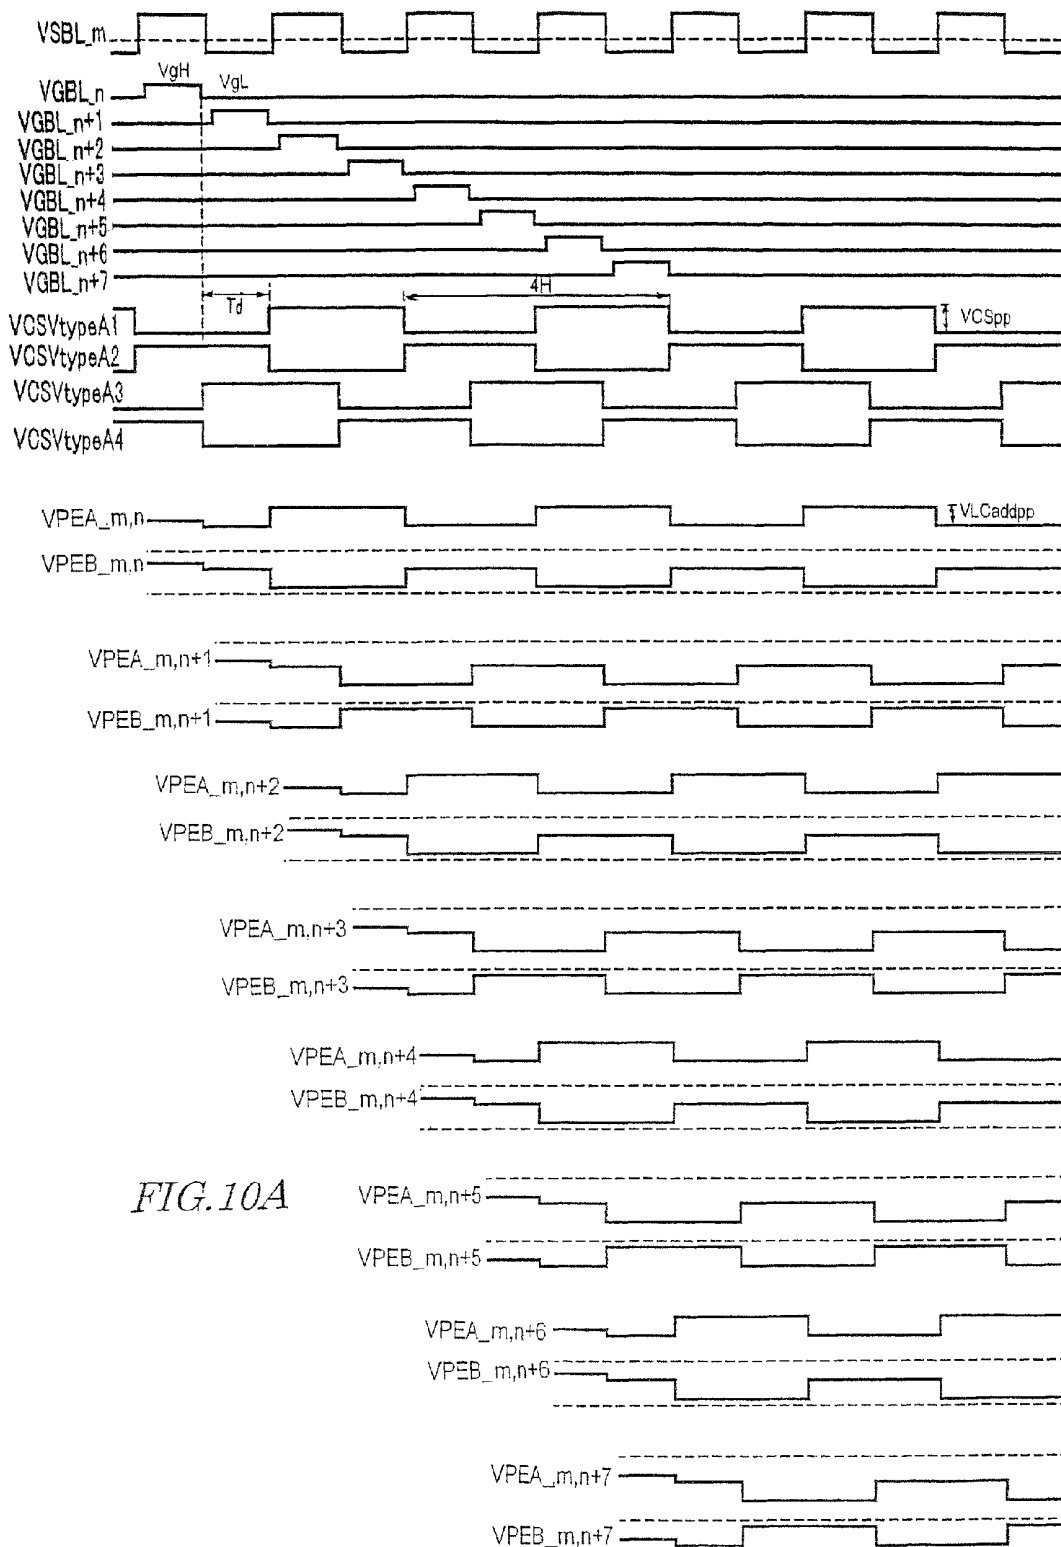 VSBL_m
VgH
VgL
VGBL_n
VGBL_n+1
VGBL_n+2
VGBL_n+3
VGBL_n+4
VGBL_n+5
VGBL_n+6
VGBL_n+7
Td
4H
VCSVtypeA1
VCSpp
VCSVtypeA2
VCSVtypeA3
VCSVtypeA4
VPEA_m,n
VLCaddpp
VPEB_m,n
VPEA_m,n+1
VPEB_m,n+1
VPEA_m,n+2
VPEB_m,n+2
VPEA_m,n+3
VPEB_m,n+3
VPEA_m,n+4
VPEB_m,n+4
FIG.10A
VPEA_m,n+5
VPEB_m,n+5
VPEA_m,n+6
VPEB_m,n+6
VPEA_m,n+7
VPEB_m,n+7